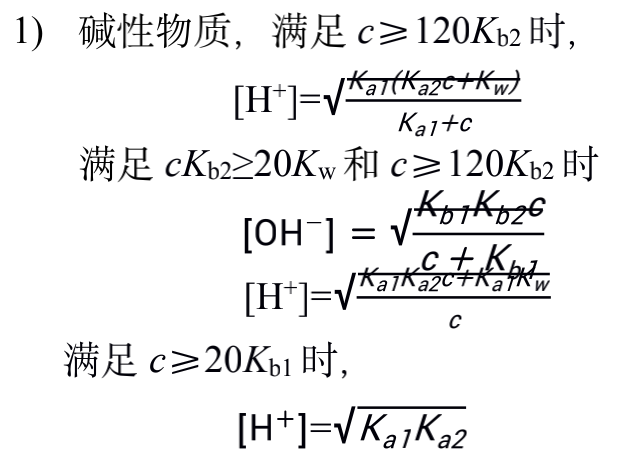 1) 碱性物质，满足 c≥120Kb2 时，
[H+]=√Ka1(Ka2c+Kw)
Ka1+c
满足 cKb2≥20Kw 和 c≥120Kb2 时
[OH−] = √Kb1Kb2c
c + Kb1
[H+]=√Ka1Ka2c+Ka1Kw
c
满足 c≥20Kb1 时，
[H+]=√Ka1Ka2